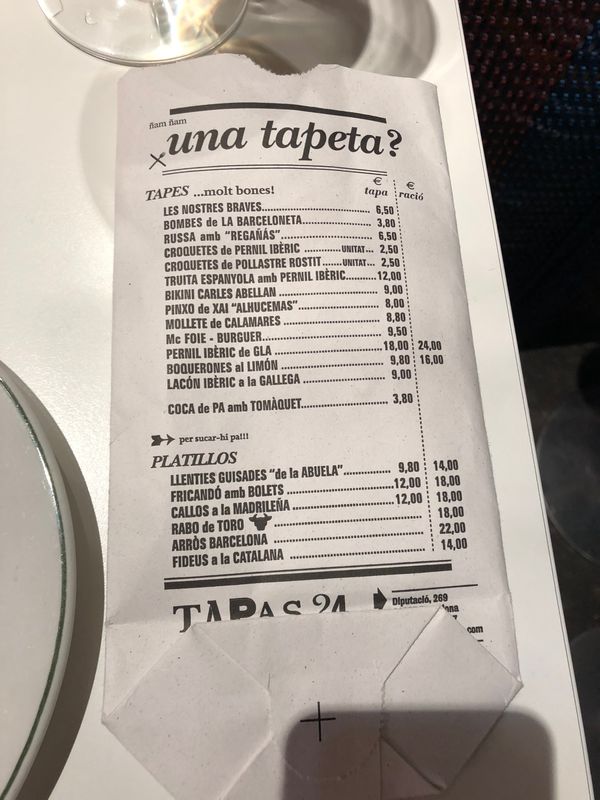 ñam ñam
una tapeta?
TAPES ...molt bones! € tapa € ració
LES NOSTRES BRAVES 6,50
BOMBES de LA BARCELONETA 3,80
RUSSA amb "REGAÑÁS" 6,50
CROQUETES de PERNIL IBÈRIC UNITAT 2,50
CROQUETES de POLLASTRE ROSTIT UNITAT 2,50
TRUITA ESPANYOLA amb PERNIL IBÈRIC 12,00
BIKINI CARLES ABELLAN 9,00
PINXO de XAI "ALHUCEMAS" 8,00
MOLLETE de CALAMARES 8,80
Mc FOIE - BURGUER 9,50
PERNIL IBÈRIC de GLA 18,00 24,00
BOQUERONES al LIMÓN 9,80 16,00
LACÓN IBÈRIC a la GALLEGA 9,00
COCA de PA amb TOMÀQUET 3,80
per sucar-hi pa!!!
PLATILLOS
LLENTIES GUISADES "de la ABUELA" 9,80 14,00
FRICANDÓ amb BOLETS 12,00 18,00
CALLOS a la MADRILEÑA 12,00 18,00
RABO de TORO 18,00
ARRÒS BARCELONA 22,00
FIDEUS a la CATALANA 14,00
TAPAS 24 Diputació, 269